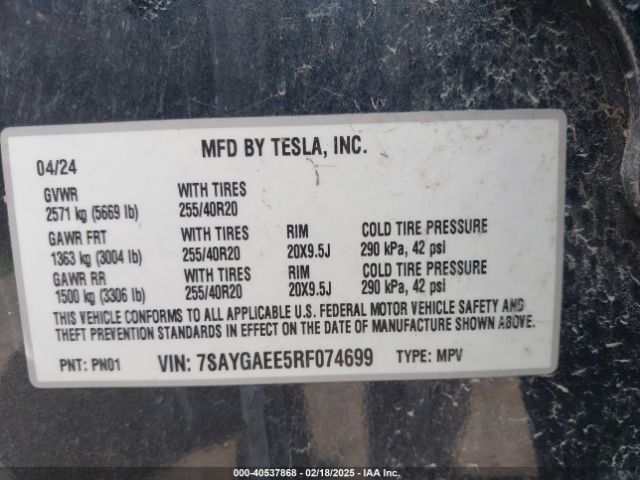 MFD BY TESLA, INC.
04/24
GVWR WITH TIRES
2571 kg (5669 lb) 255/40R20
GAWR FRT WITH TIRES RIM COLD TIRE PRESSURE
1363 kg (3004 lb) 255/40R20 20X9.5J 290 kPa, 42 psi
GAWR RR WITH TIRES RIM COLD TIRE PRESSURE
1500 kg (3306 lb) 255/40R20 20X9.5J 290 kPa, 42 psi
THIS VEHICLE CONFORMS TO ALL APPLICABLE U.S. FEDERAL MOTOR VEHICLE SAFETY AND
THEFT PREVENTION STANDARDS IN EFFECT ON THE DATE OF MANUFACTURE SHOWN ABOVE.
PNT: PN01 VIN: 7SAYGAEE5RF074699 TYPE: MPV
000-40537868 - 02/18/2025 - IAA Inc.